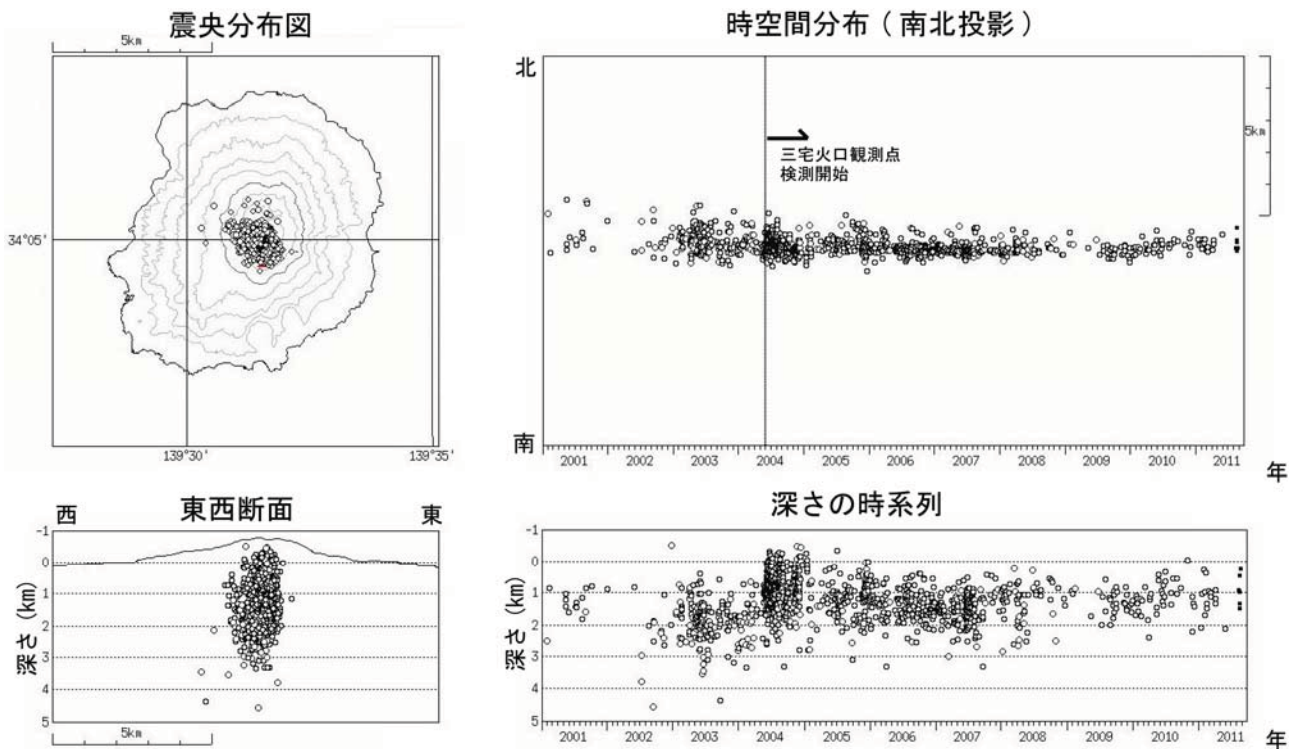 震央分布図
5km
34°05'
139°30'
139°35'
時空間分布 ( 南北投影 )
北
三宅火口観測点
検測開始
5km
南
2001 2002 2003 2004 2005 2006 2007 2008 2009 2010 2011
年
東西断面
西
東
-1
0
1
2
3
4
5
深さ (km)
5km
深さの時系列
-1
0
1
2
3
4
5
深さ (km)
2001 2002 2003 2004 2005 2006 2007 2008 2009 2010 2011
年